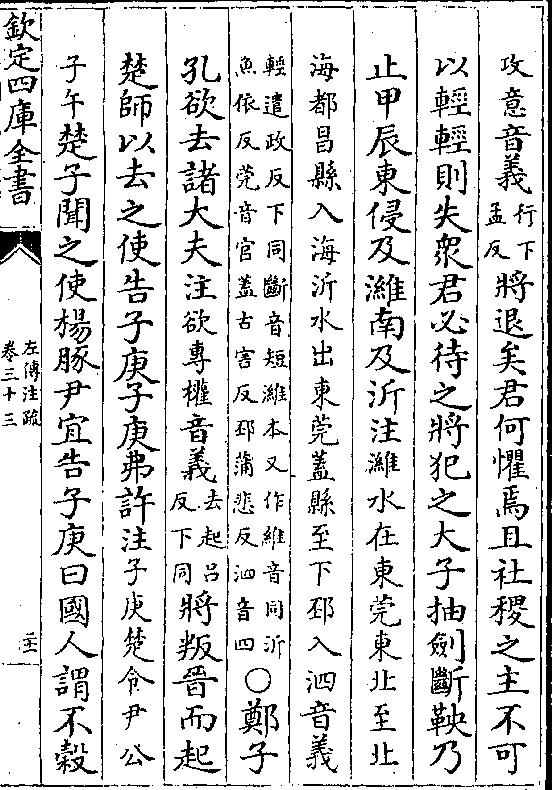 攻意音義行下孟反將退矣君何懼焉且社稷之主不可
以輕輕則失衆君必待之將犯之大子抽劍斷鞅乃
止甲辰東侵及濰南及沂注濰水在東莞東北至北
海都昌縣入海沂水出東莞蓋縣至下邳入泗音義
輕遣政反下同斷音短濰本又作維音同沂
魚依反莞音官蓋古害反邳蒲悲反泗音四〇鄭子
孔欲去諸大夫注欲專權音義去起呂反下同將叛晉而起
楚師以去之使告子庚子庚弗許注子庚楚令尹公
子午楚子聞之使楊豚尹宜告子庚曰國人謂不穀
欽定四庫全書
左傳注疏
卷三十三